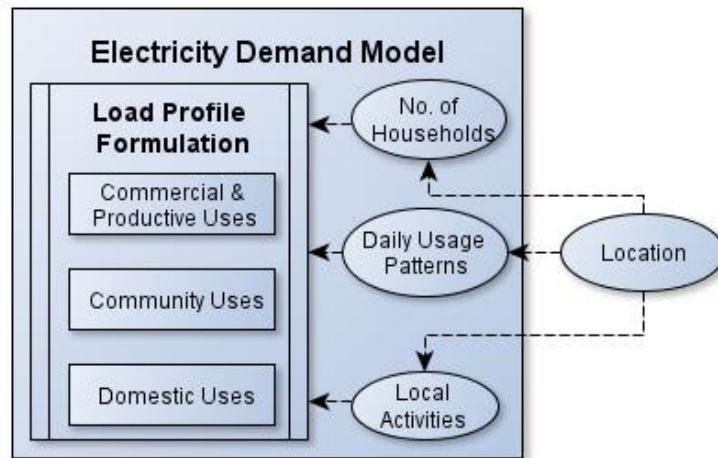 Electricity Demand Model
Load Profile
Formulation
Commercial &
Productive Uses
Community Uses
Domestic Uses
No. of
Households
Daily Usage
Patterns
Local
Activities
Location